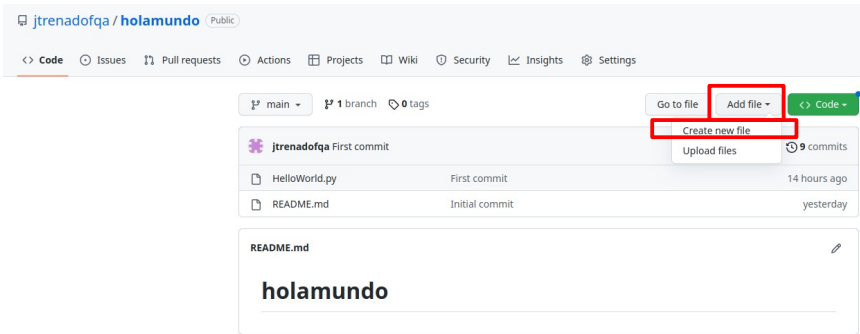 jtrenadofqa / holamundo Public
Code Issues Pull requests Actions Projects Wiki Security Insights Settings
main 1 branch 0 tags Go to file Add file Code
Create new file
jtrenadofqa First commit 9 commits
Upload files
HelloWorld.py First commit 14 hours ago
README.md Initial commit yesterday
README.md
holamundo